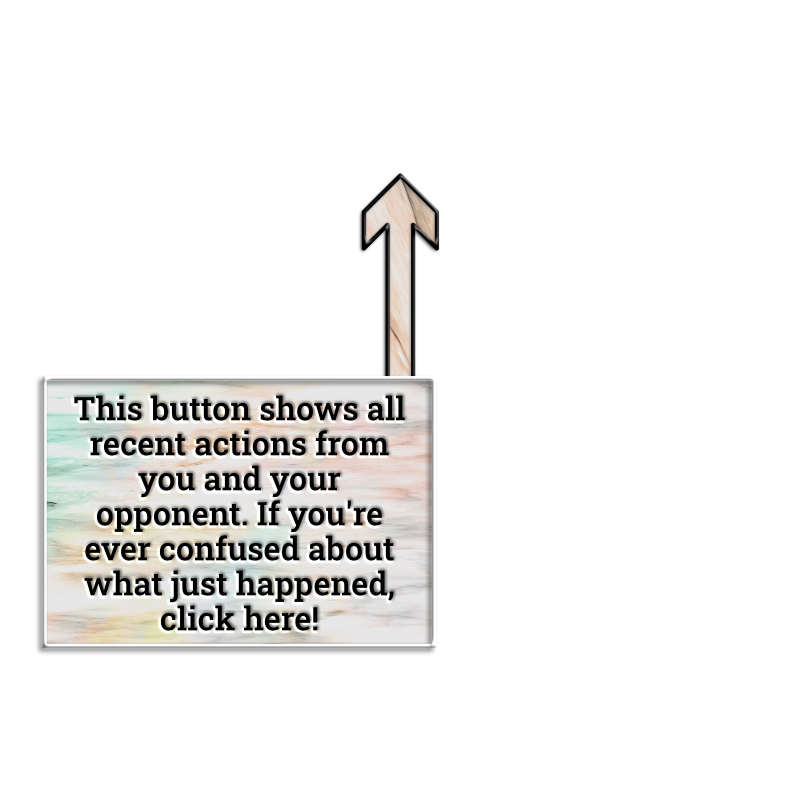 This button shows all
recent actions from
you and your
opponent. If you're
ever confused about
what just happened,
click here!